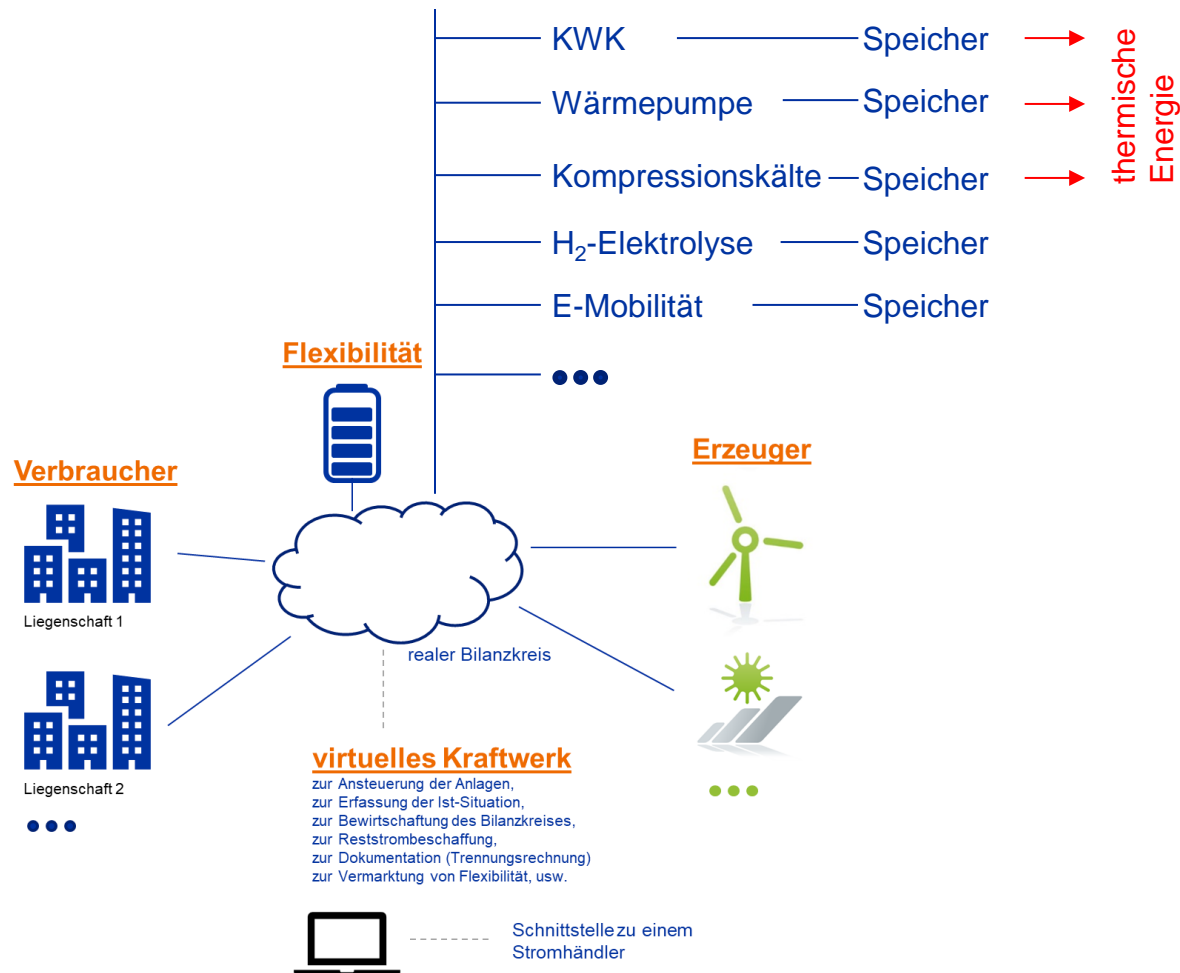 KWK Speicher
Wärmepumpe Speicher
Kompressionskälte Speicher
H₂-Elektrolyse Speicher
E-Mobilität Speicher
thermische
Energie
Flexibilität
Verbraucher
Liegenschaft 1
Liegenschaft 2
Erzeuger
realer Bilanzkreis
virtuelles Kraftwerk
zur Ansteuerung der Anlagen,
zur Erfassung der Ist-Situation,
zur Bewirtschaftung des Bilanzkreises,
zur Reststrombeschaffung,
zur Dokumentation (Trennungsrechnung)
zur Vermarktung von Flexibilität, usw.
Schnittstelle zu einem
Stromhändler